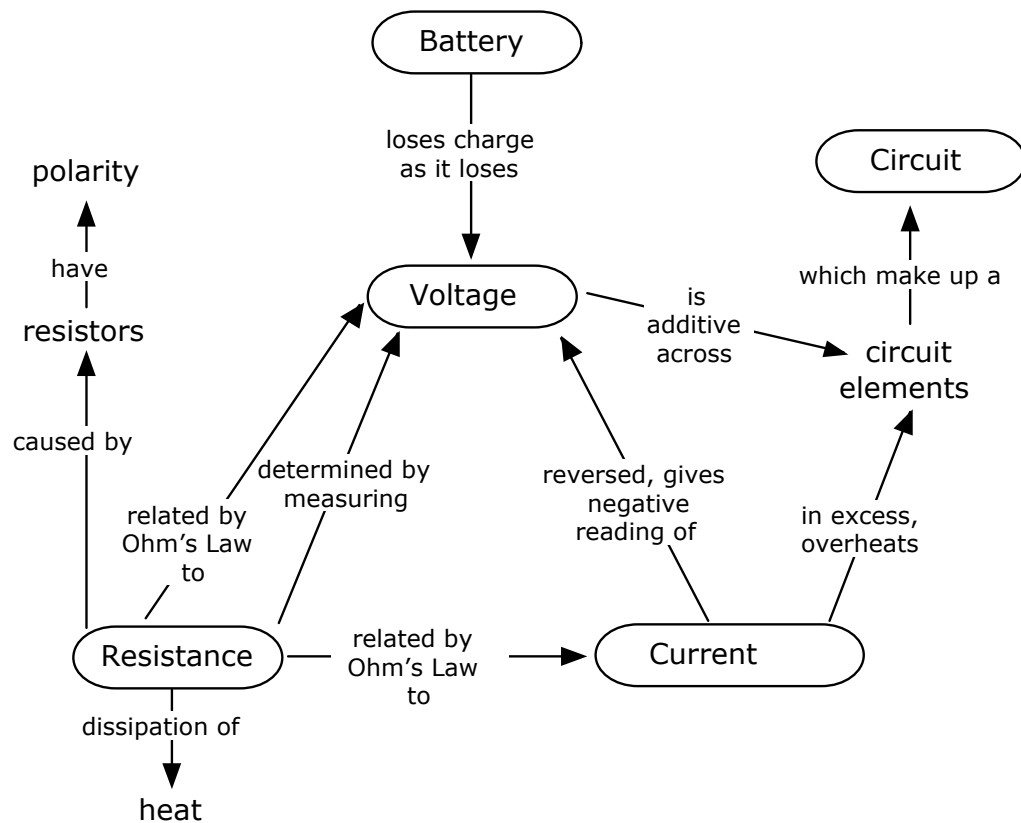 Battery
loses charge
as it loses
polarity
Circuit
have
which make up a
Voltage
is
additive
across
resistors
circuit
elements
caused by
determined by
measuring
reversed, gives
negative
reading of
related by
Ohm’s Law
to
in excess,
overheats
Resistance
related by
Ohm’s Law
to
Current
dissipation of
heat